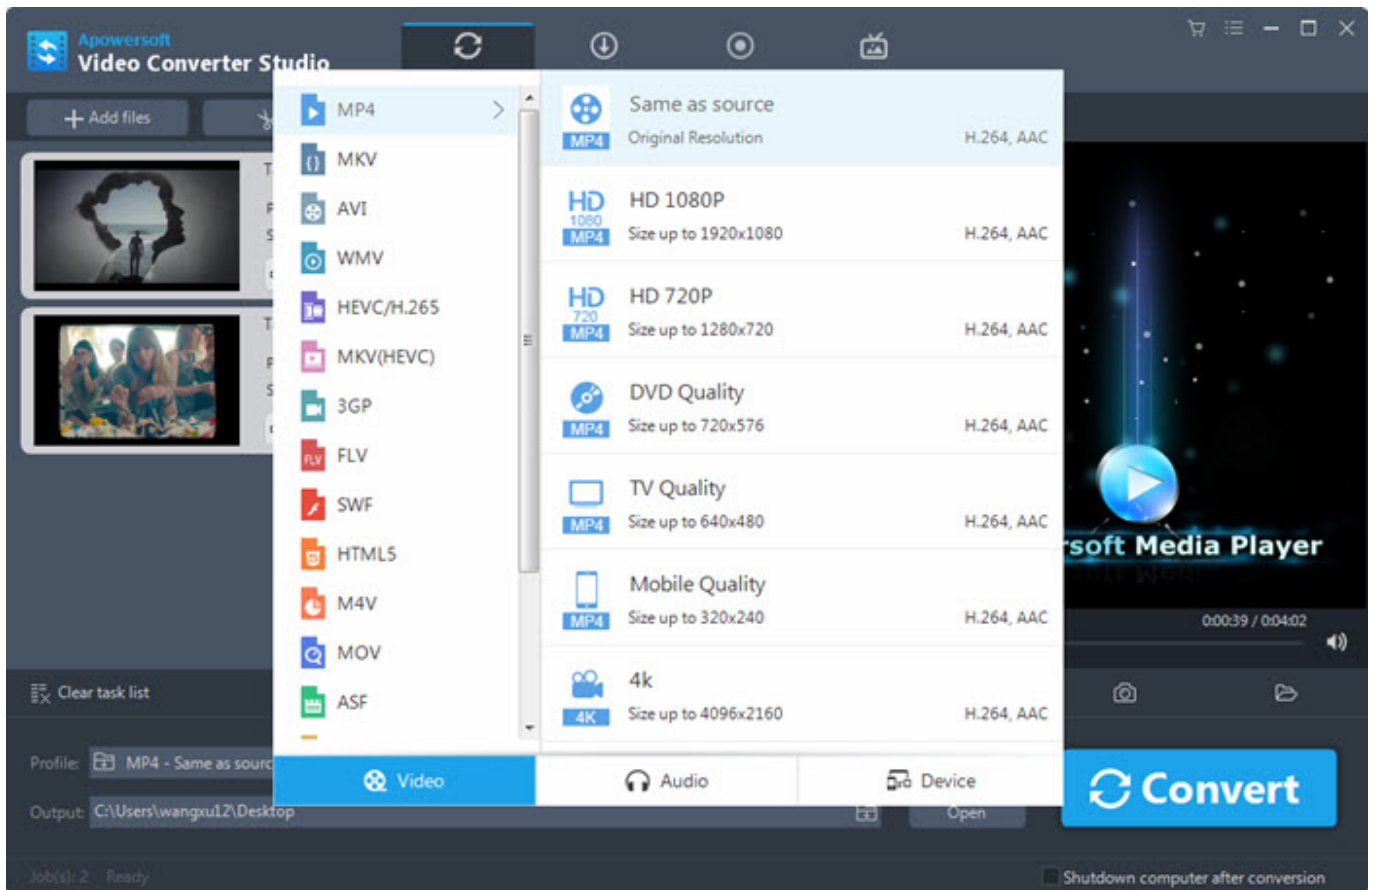 Apowersoft
Video Converter Studio
Add files
MP4
MKV
AVI
WMV
HEVC/H.265
MKV(HEVC)
3GP
FLV
FLV
SWF
HTML5
M4V
MOV
ASF
MP4
Same as source
Original Resolution H.264, AAC
HD 1080 MP4
HD 1080P
Size up to 1920x1080 H.264, AAC
HD 720 MP4
HD 720P
Size up to 1280x720 H.264, AAC
MP4
DVD Quality
Size up to 720x576 H.264, AAC
MP4
TV Quality
Size up to 640x480 H.264, AAC
MP4
Mobile Quality
Size up to 320x240 H.264, AAC
4K
4k
Size up to 4096x2160 H.264, AAC
rsoft Media Player
0:00:39 / 0:04:02
Clear task list
Profile: MP4 - Same as sourc
Video Audio Device
Convert
Output: C:\Users\wangxu12\Desktop Open
Job(s): 2 Ready
Shutdown computer after conversion